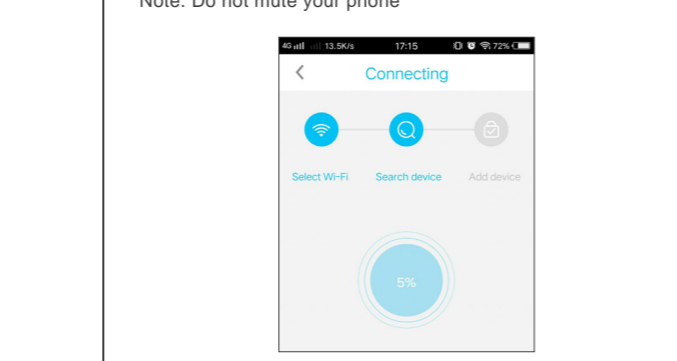 Note: Do not mute your phone
4G 13.5K/s 17:15 72%
Connecting
Select Wi-Fi Search device Add device
5%